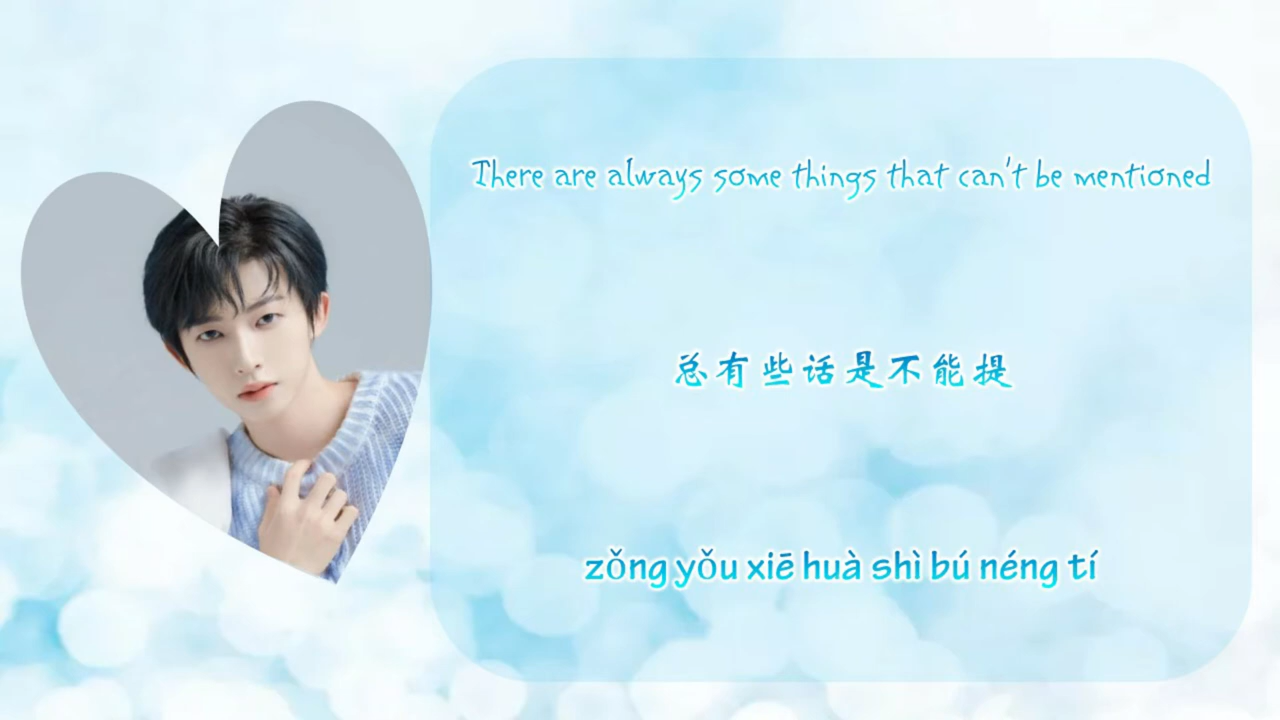 There are always some things that can't be mentioned
总有些话是不能提
zǒng yǒu xiē huà shì bú néng tí